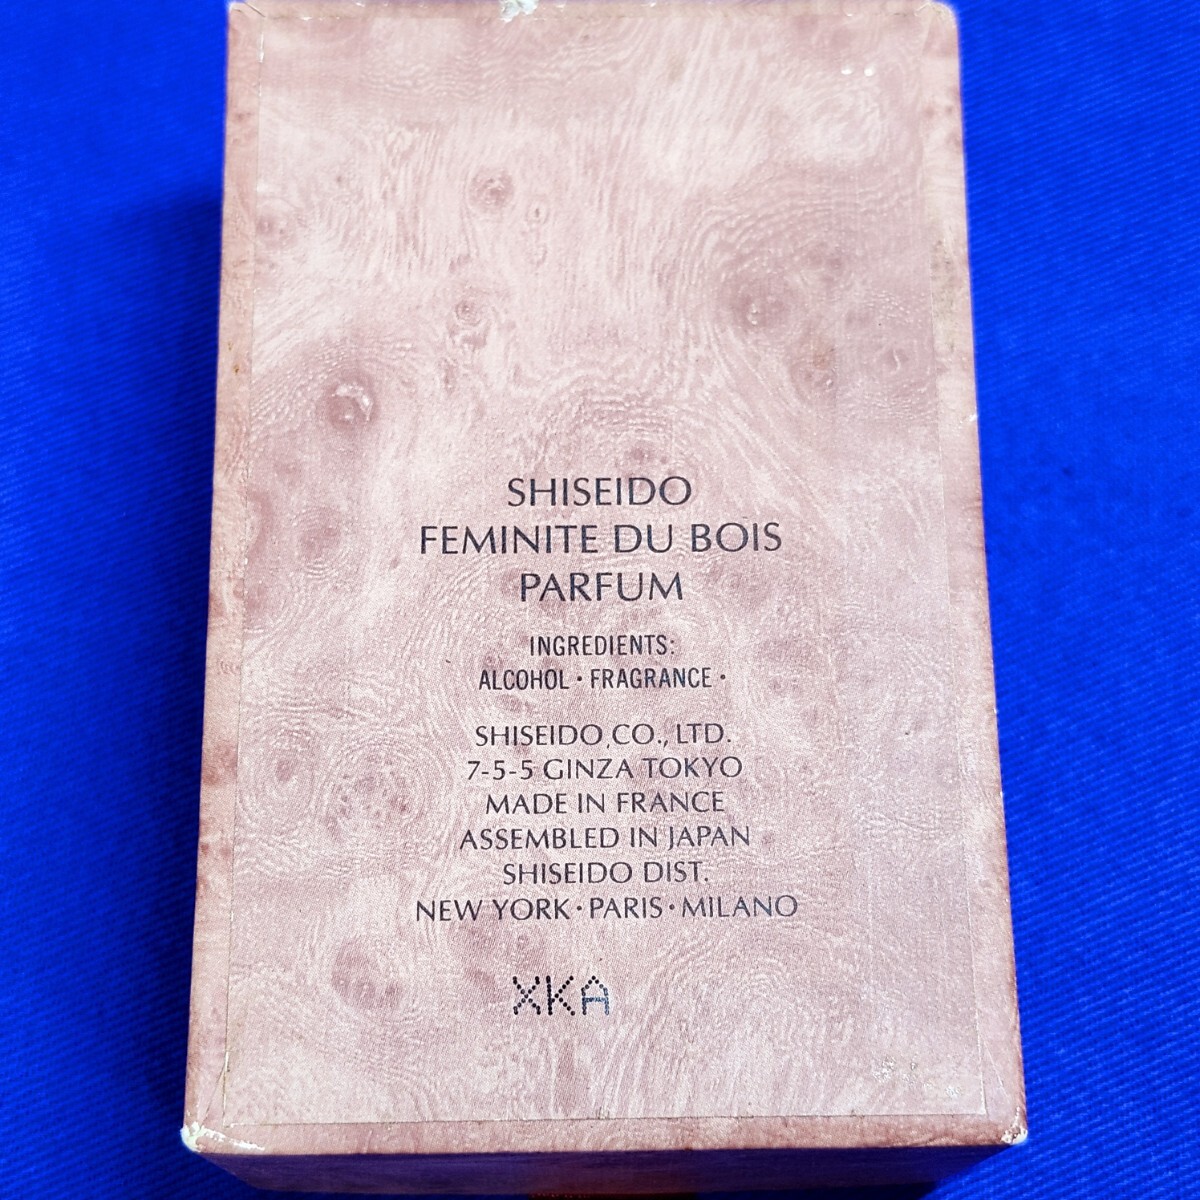 SHISEIDO
FEMINITE DU BOIS
PARFUM
INGREDIENTS:
ALCOHOL · FRAGRANCE ·
SHISEIDO CO., LTD.
7-5-5 GINZA TOKYO
MADE IN FRANCE
ASSEMBLED IN JAPAN
SHISEIDO DIST.
NEW YORK · PARIS · MILANO
XKA